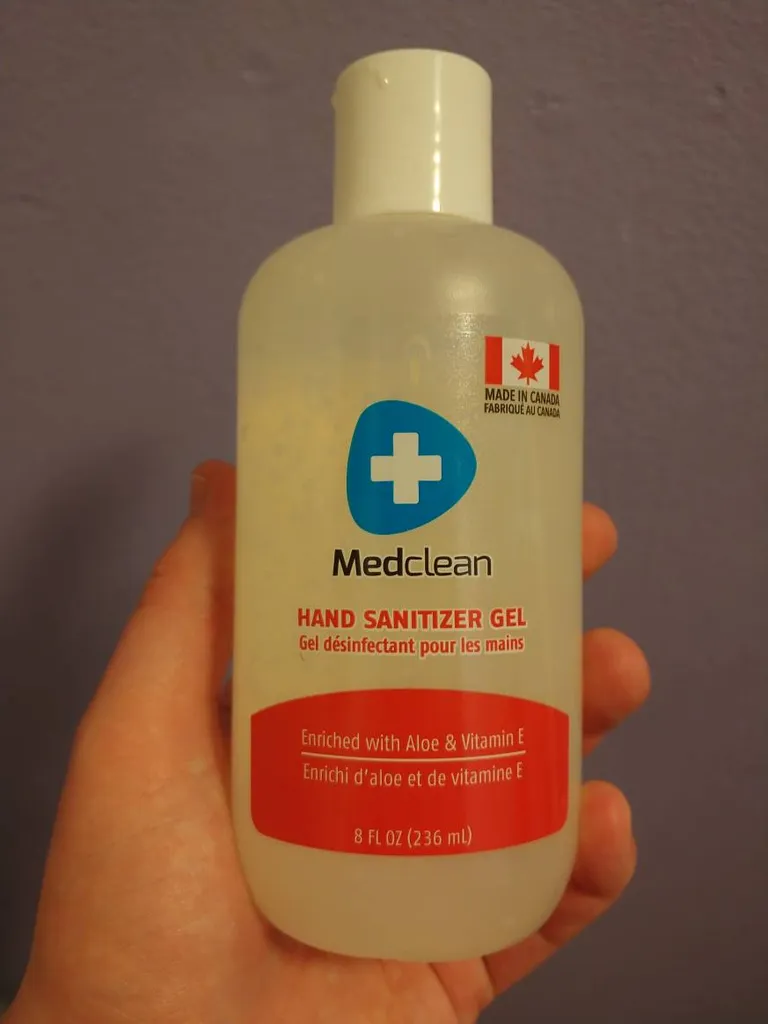 MADE IN CANADA
FABRIQUÉ AU CANADA
Medclean
HAND SANITIZER GEL
Gel désinfectant pour les mains
Enriched with Aloe & Vitamin E
Enrichi d'aloe et de vitamine E
8 FL OZ (236 mL)